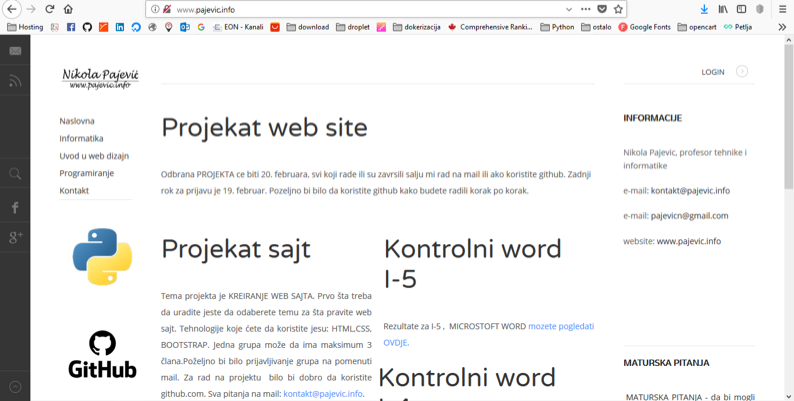 www.pajevic.info
Hosting
EON - Kanali
download
droplet
dokerizacija
Comprehensive Ranki...
Python
ostalo
Google Fonts
opencart
Petlja
Nikola Pajević
www.pajevic.info
LOGIN
Naslovna
Informatika
Uvod u web dizajn
Programiranje
Kontakt
GitHub
Projekat web site
Odbrana PROJEKTA ce biti 20. februara, svi koji rade ili su zavrsili salju mi rad na mail ili ako koristite github. Zadnji
rok za prijavu je 19. februar. Pozeljno bi bilo da koristite github kako budete radili korak po korak.
Projekat sajt
Tema projekta je KREIRANJE WEB SAJTA. Prvo šta treba
da uradite jeste da odaberete temu za šta pravite web
sajt. Tehnologije koje ćete da koristite jesu: HTML,CSS,
BOOTSTRAP. Jedna grupa može da ima maksimum 3
člana.Poželjno bi bilo prijavljivanje grupa na pomenuti
mail. Za rad na projektu bilo bi dobro da koristite
github.com. Sva pitanja na mail: kontakt@pajevic.info.
Kontrolni word
I-5
Rezultate za I-5 , MICROSTOFT WORD mozete pogledati
OVDJE.
Kontrolni word
INFORMACIJE
Nikola Pajevic, profesor tehnike i
informatike
e-mail: kontakt@pajevic.info
e-mail: pajevicn@gmail.com
website: www.pajevic.info
MATURSKA PITANJA
MATURSKA PITANJA - da bi mogli